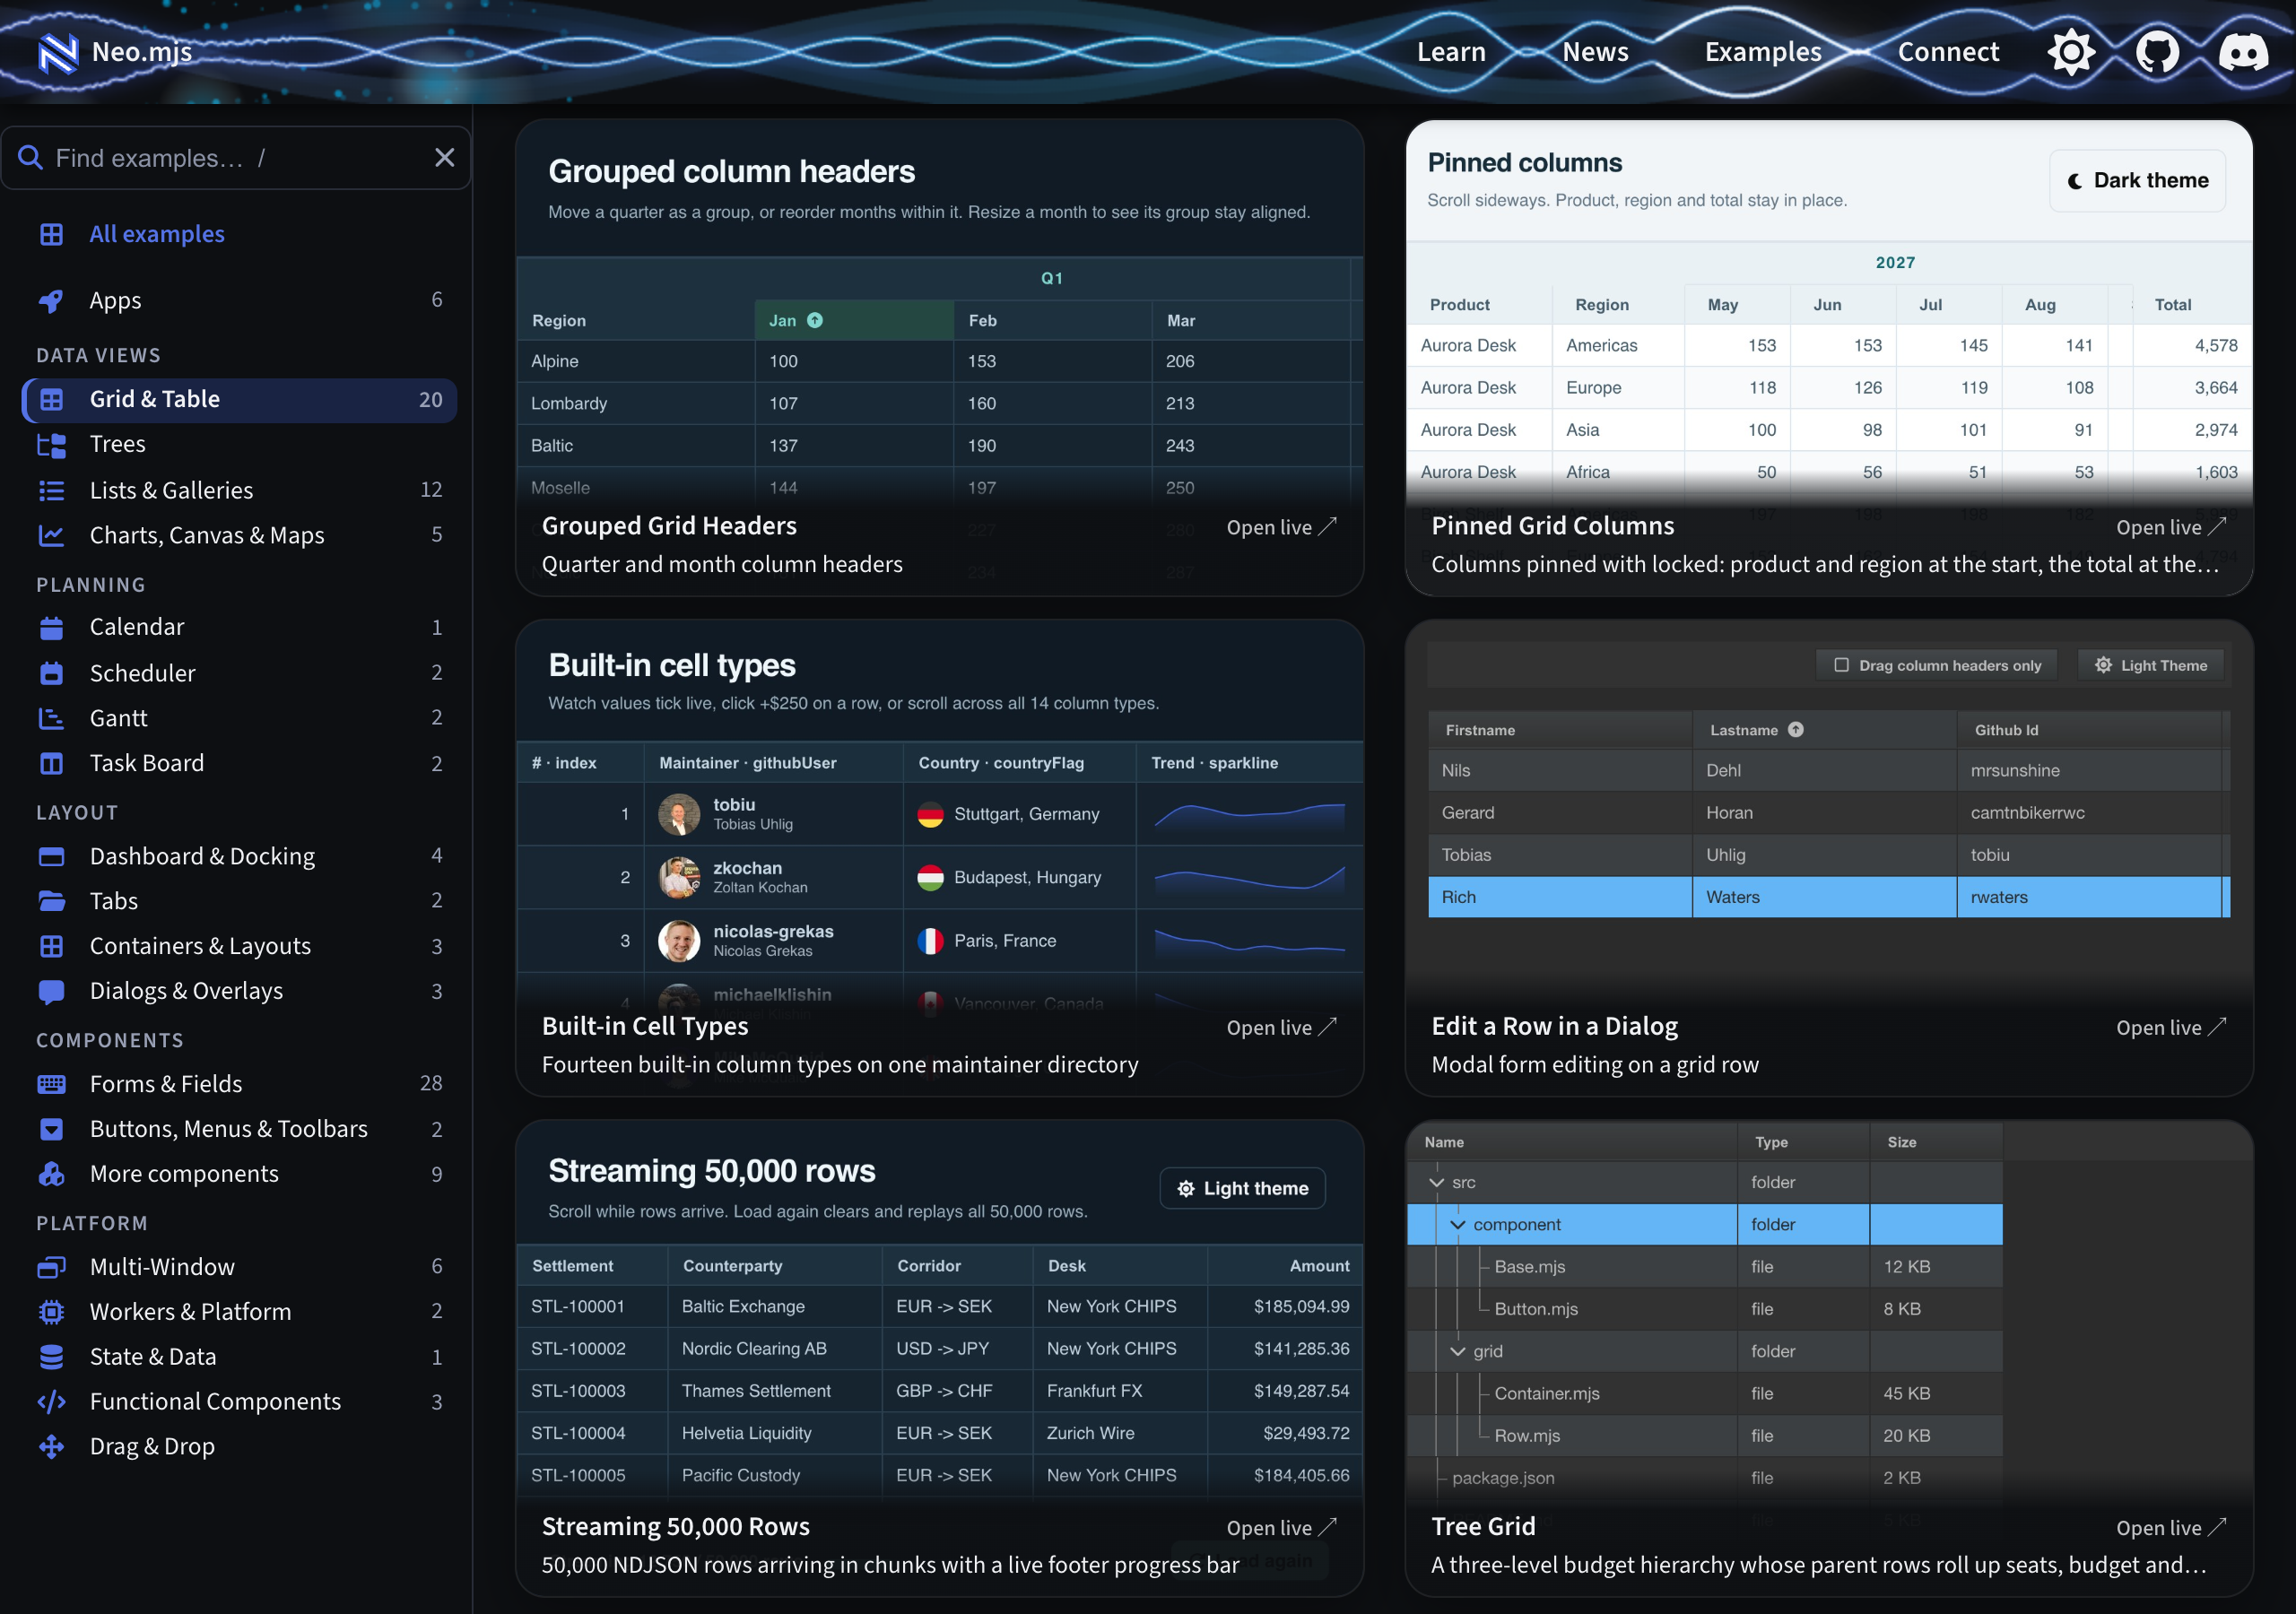 Neo.mjs
Learn
News
Examples
Connect
Find examples… /
All examples
Apps 6
DATA VIEWS
Grid & Table 20
Trees
Lists & Galleries 12
Charts, Canvas & Maps 5
PLANNING
Calendar 1
Scheduler 2
Gantt 2
Task Board 2
LAYOUT
Dashboard & Docking 4
Tabs 2
Containers & Layouts 3
Dialogs & Overlays 3
COMPONENTS
Forms & Fields 28
Buttons, Menus & Toolbars 2
More components 9
PLATFORM
Multi-Window 6
Workers & Platform 2
State & Data 1
Functional Components 3
Drag & Drop
Grouped column headers
Move a quarter as a group, or reorder months within it. Resize a month to see its group stay aligned.
Q1
Region Jan Feb Mar
Alpine 100 153 206
Lombardy 107 160 213
Baltic 137 190 243
Moselle 144 197 250
227 280
234 287
Grouped Grid Headers Open live
Quarter and month column headers
Pinned columns
Scroll sideways. Product, region and total stay in place.
Dark theme
2027
Product Region May Jun Jul Aug Total
Aurora Desk Americas 153 153 145 141 4,578
Aurora Desk Europe 118 126 119 108 3,664
Aurora Desk Asia 100 98 101 91 2,974
Aurora Desk Africa 50 56 51 53 1,603
Pinned Grid Columns Open live
Columns pinned with locked: product and region at the start, the total at the…
Built-in cell types
Watch values tick live, click +$250 on a row, or scroll across all 14 column types.
# · index Maintainer · githubUser Country · countryFlag Trend · sparkline
1 tobiu Stuttgart, Germany
Tobias Uhlig
2 zkochan Budapest, Hungary
Zoltan Kochan
3 nicolas-grekas Paris, France
Nicolas Grekas
4 michaelklishin Vancouver, Canada
Built-in Cell Types Open live
Fourteen built-in column types on one maintainer directory
Drag column headers only
Light Theme
Firstname Lastname Github Id
Nils Dehl mrsunshine
Gerard Horan camtnbikerrwc
Tobias Uhlig tobiu
Rich Waters rwaters
Edit a Row in a Dialog Open live
Modal form editing on a grid row
Streaming 50,000 rows
Scroll while rows arrive. Load again clears and replays all 50,000 rows.
Light theme
Settlement Counterparty Corridor Desk Amount
STL-100001 Baltic Exchange EUR -> SEK New York CHIPS $185,094.99
STL-100002 Nordic Clearing AB USD -> JPY New York CHIPS $141,285.36
STL-100003 Thames Settlement GBP -> CHF Frankfurt FX $149,287.54
STL-100004 Helvetia Liquidity EUR -> SEK Zurich Wire $29,493.72
STL-100005 Pacific Custody EUR -> SEK New York CHIPS $184,405.66
Streaming 50,000 Rows Open live
50,000 NDJSON rows arriving in chunks with a live footer progress bar
Name Type Size
src folder
component folder
Base.mjs file 12 KB
Button.mjs file 8 KB
grid folder
Container.mjs file 45 KB
Row.mjs file 20 KB
package.json file 2 KB
Tree Grid Open live
A three-level budget hierarchy whose parent rows roll up seats, budget and…